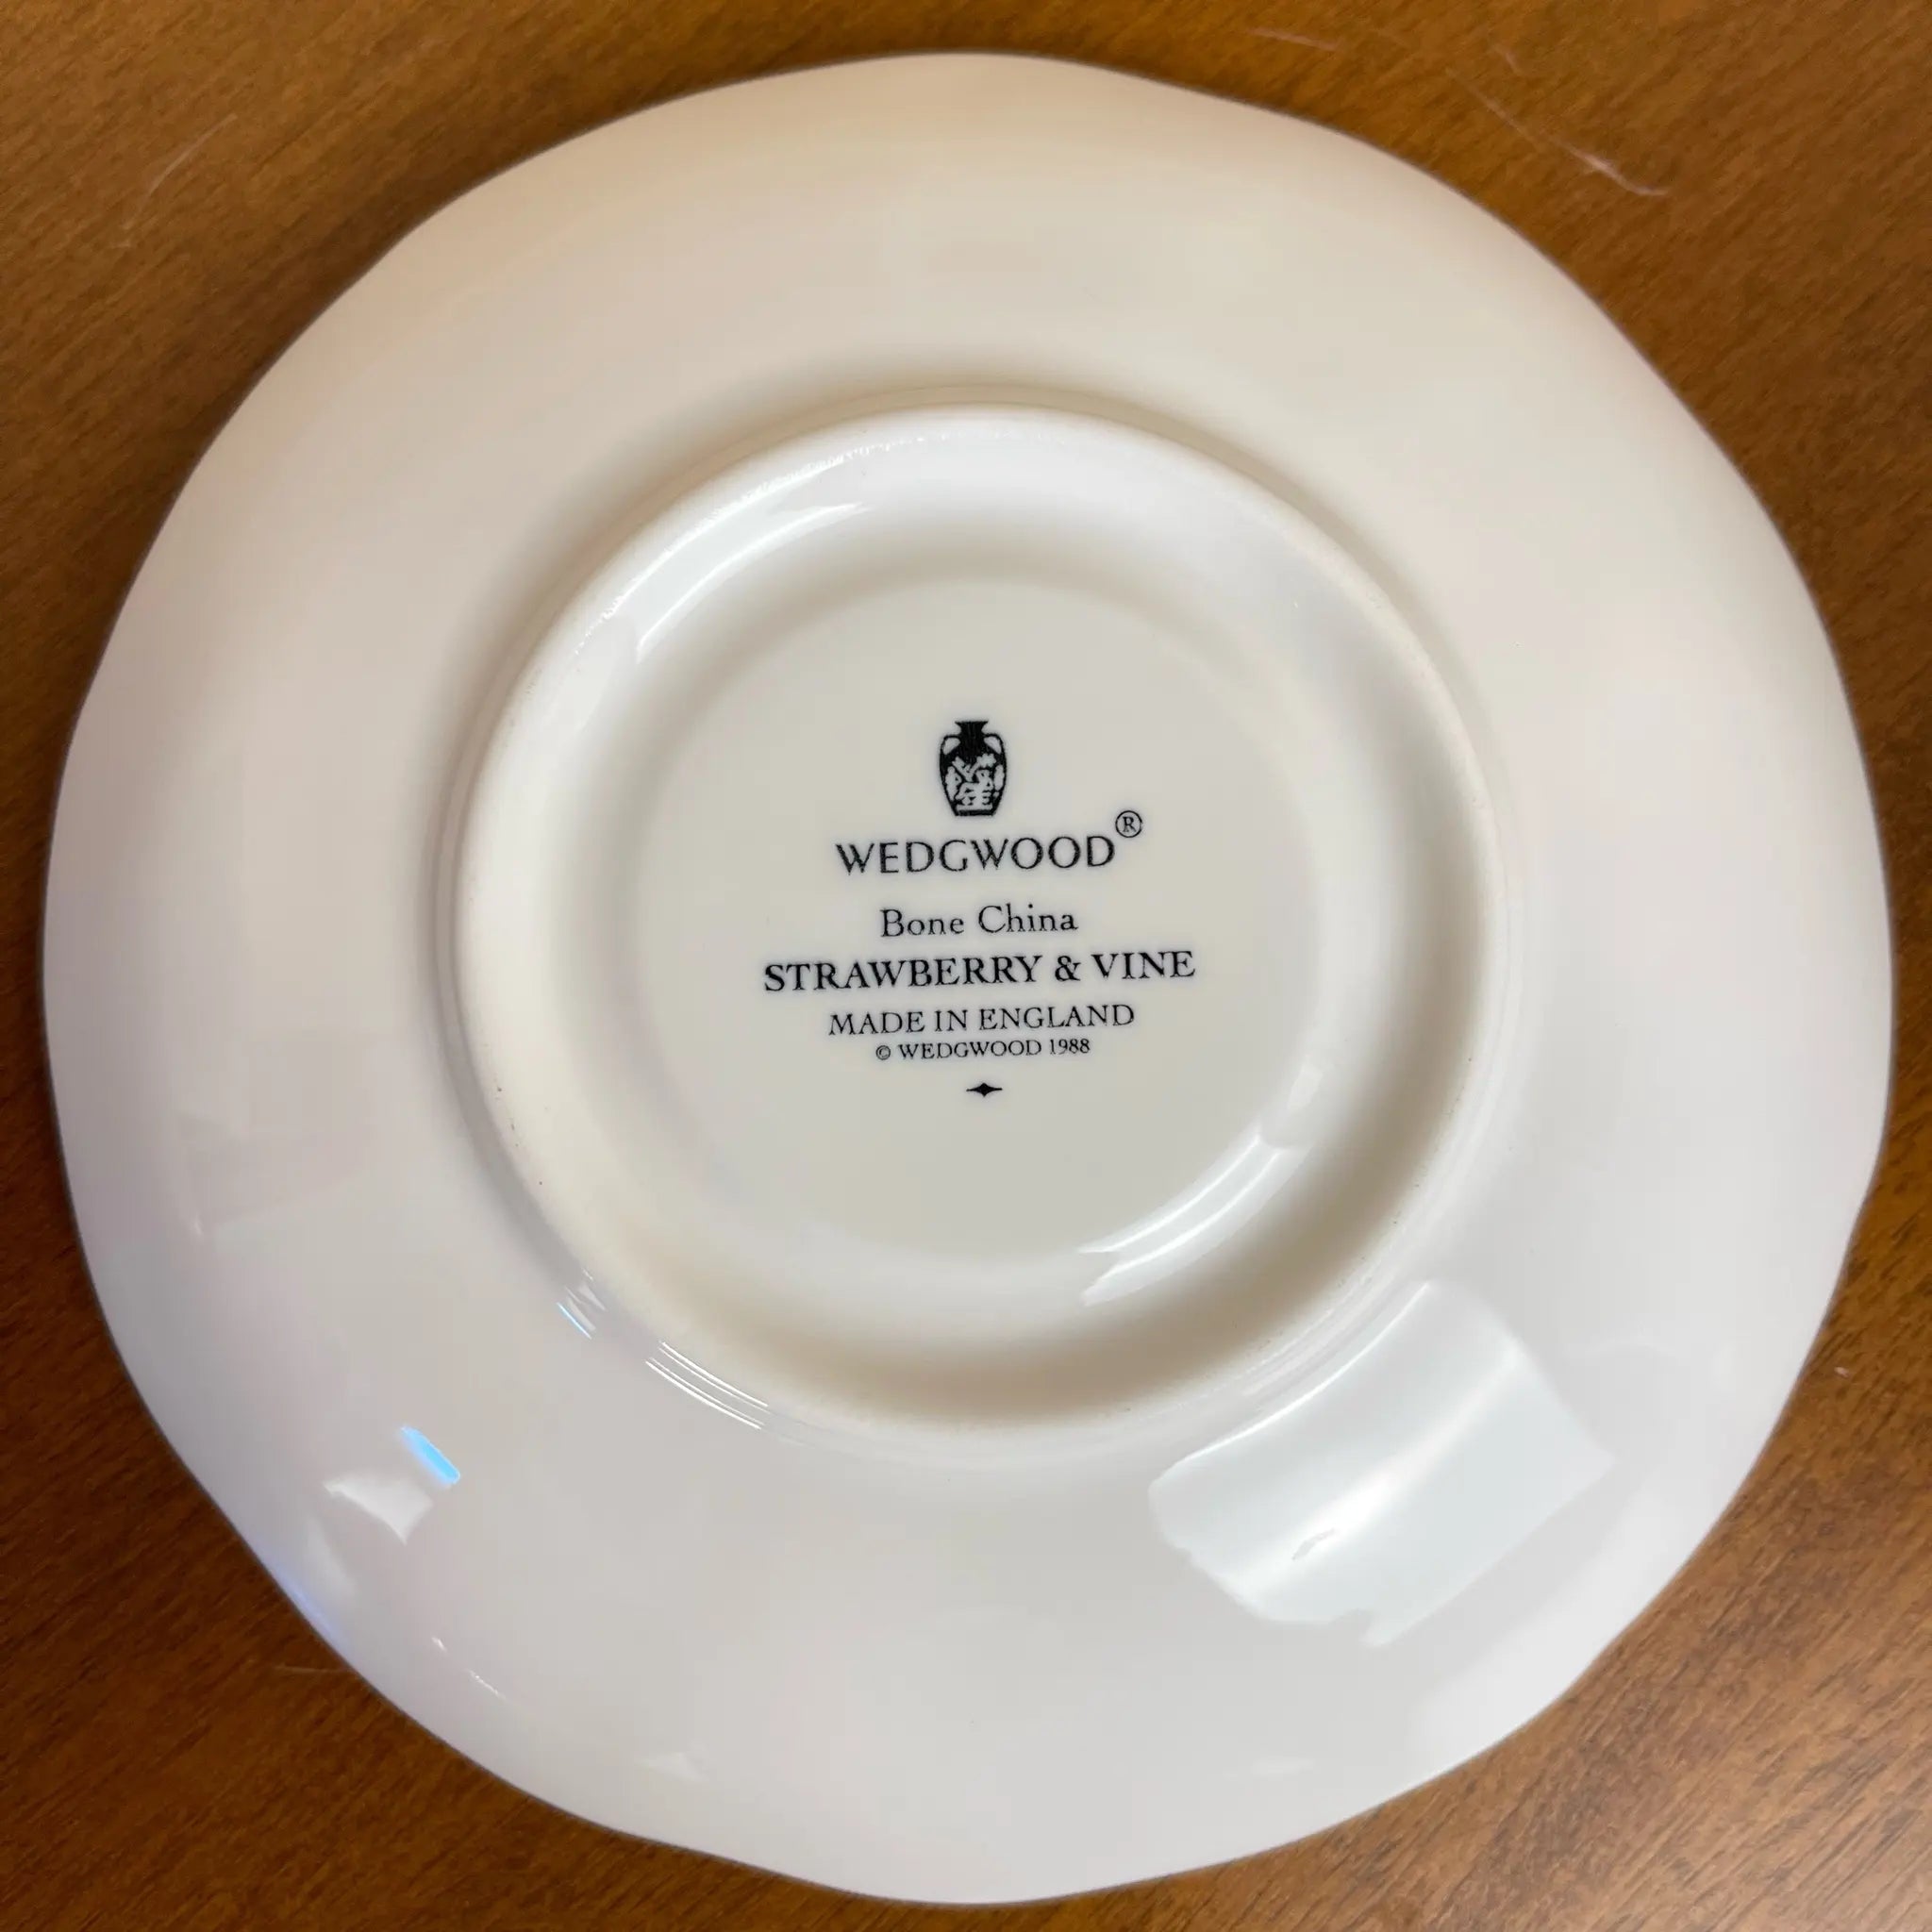 WEDGWOOD®
Bone China
STRAWBERRY & VINE
MADE IN ENGLAND
© WEDGWOOD 1988